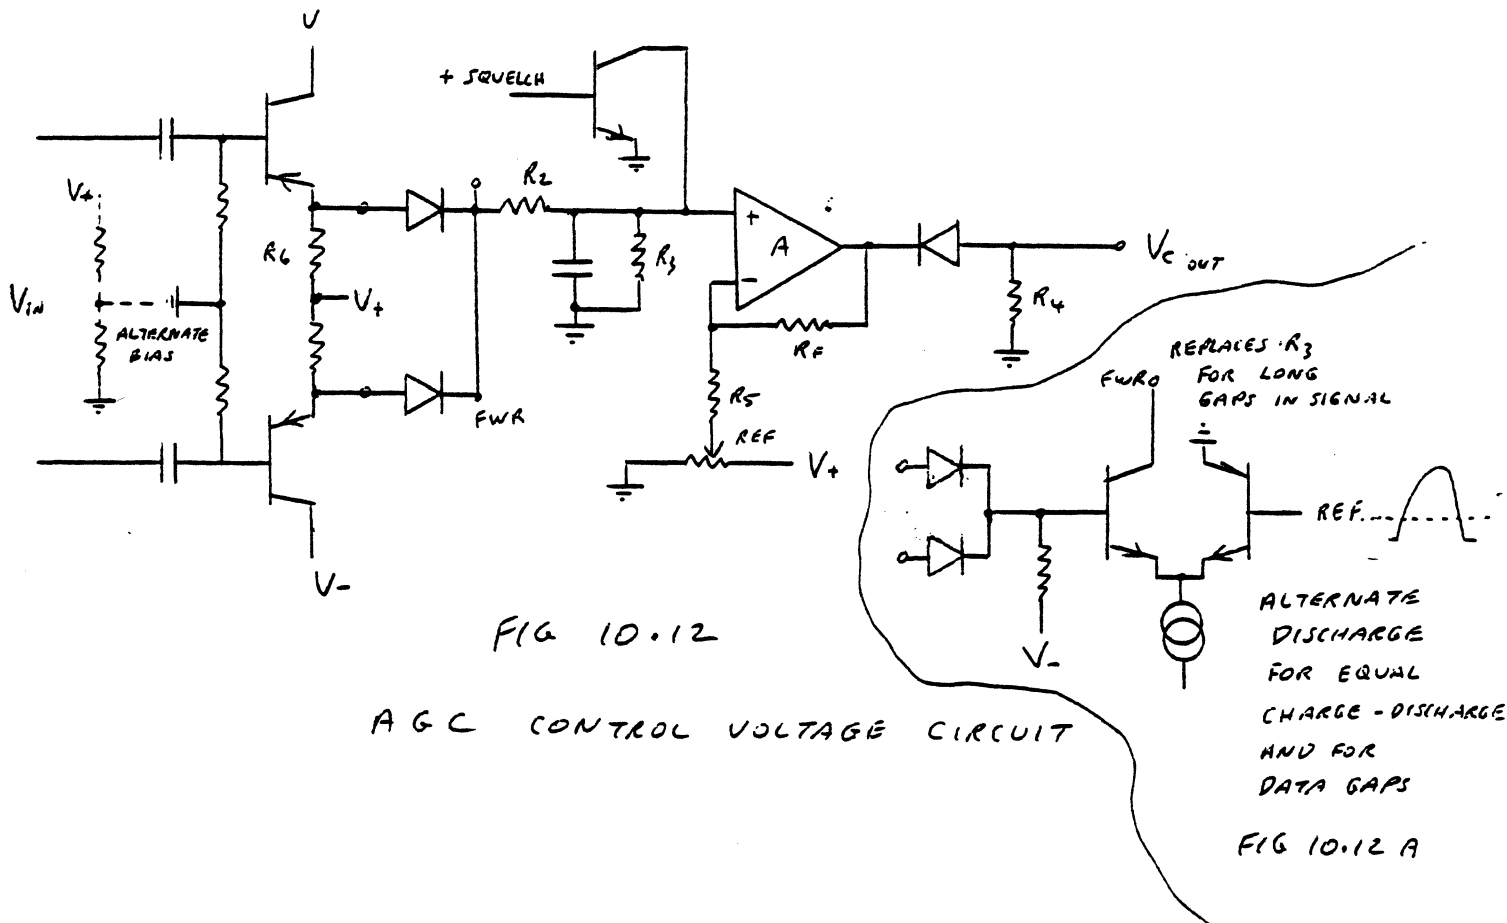 V
+ SQUELCH
R2
V+
R6
+
A
R3
VC OUT
VIN
V+
-
ALTERNATE
BIAS
R4
RF
REPLACES R3
FOR LONG
GAPS IN SIGNAL
FWR
R5
REF
V+
FWR
REF
V-
V-
FIG 10.12
AGC CONTROL VOLTAGE CIRCUIT
ALTERNATE
DISCHARGE
FOR EQUAL
CHARGE - DISCHARGE
AND FOR
DATA GAPS
FIG 10.12 A